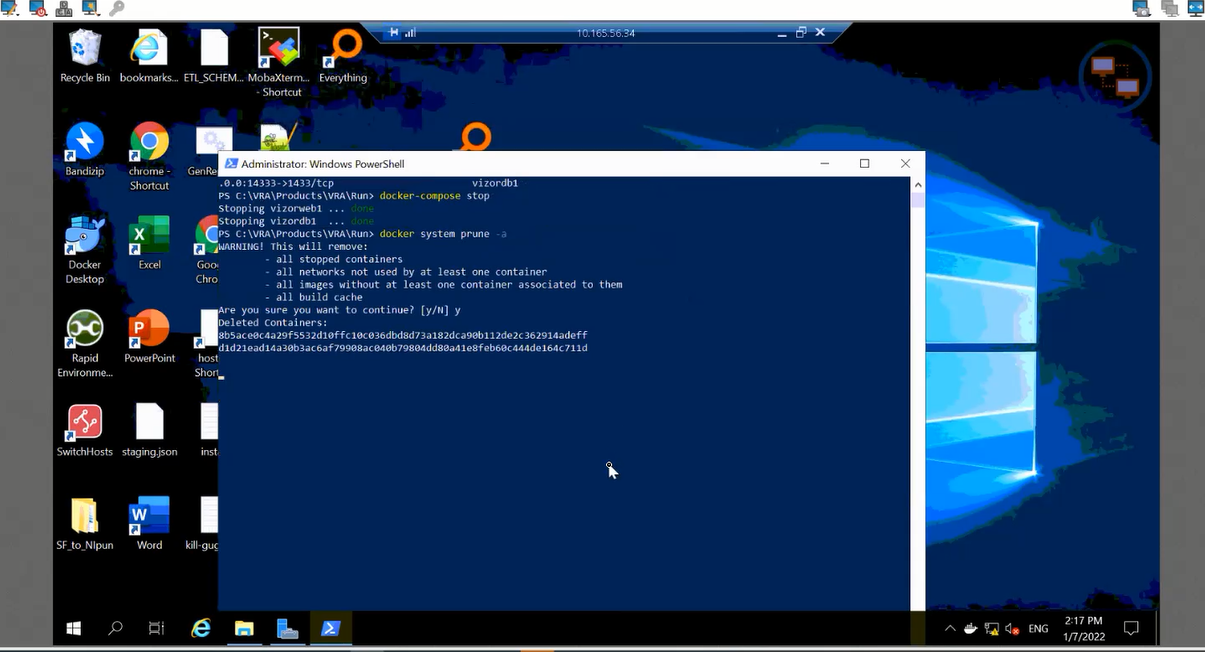 10.165.56.34
Recycle Bin
bookmarks...
ETL_SCHEM...
MobaXterm...
- Shortcut
Everything
Bandizip
chrome -
Shortcut
GenRe
Docker
Desktop
Excel
Goo
Chro
Rapid
Environme...
PowerPoint
host
Short
SwitchHosts
staging.json
inst
SF_to_NIpun
Word
kill-gug
Administrator: Windows PowerShell
.0.0:14333->1433/tcp vizordb1
PS C:\VRA\Products\VRA\Run> docker-compose stop
Stopping vizorweb1 ... done
Stopping vizordb1 ... done
PS C:\VRA\Products\VRA\Run> docker system prune -a
WARNING! This will remove:
- all stopped containers
- all networks not used by at least one container
- all images without at least one container associated to them
- all build cache
Are you sure you want to continue? [y/N] y
Deleted Containers:
8b5ace0c4a29f5532d10ffc10c036dbd8d73a182dca90b112de2c362914adeff
d1d21ead14a30b3ac6af79908ac040b79804dd80a41e8feb60c444de164c711d
ENG
2:17 PM
1/7/2022